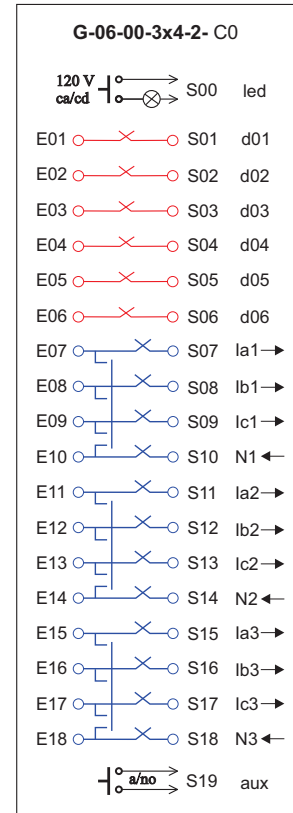 G-06-00-3x4-2- C0
120 V
ca/cd
S00 led
E01 S01 d01
E02 S02 d02
E03 S03 d03
E04 S04 d04
E05 S05 d05
E06 S06 d06
E07 S07 Ia1
E08 S08 Ib1
E09 S09 Ic1
E10 S10 N1
E11 S11 Ia2
E12 S12 Ib2
E13 S13 Ic2
E14 S14 N2
E15 S15 Ia3
E16 S16 Ib3
E17 S17 Ic3
E18 S18 N3
a/no S19 aux